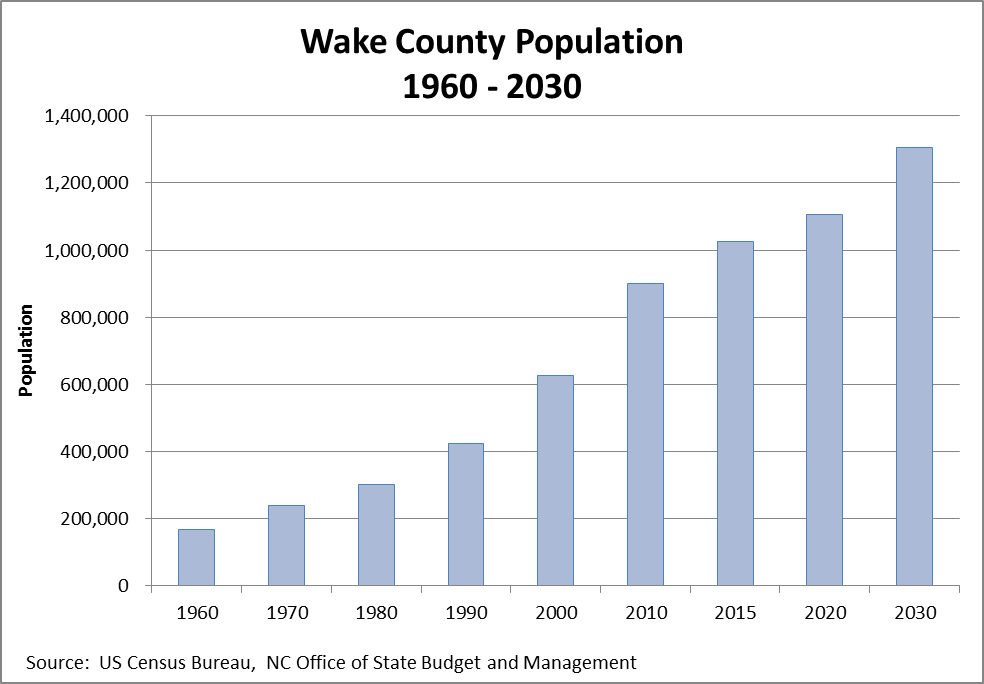 Wake County Population
1960 - 2030
1,400,000
1,200,000
1,000,000
800,000
600,000
400,000
200,000
0
Population
1960 1970 1980 1990 2000 2010 2015 2020 2030
Source:  US Census Bureau,  NC Office of State Budget and Management